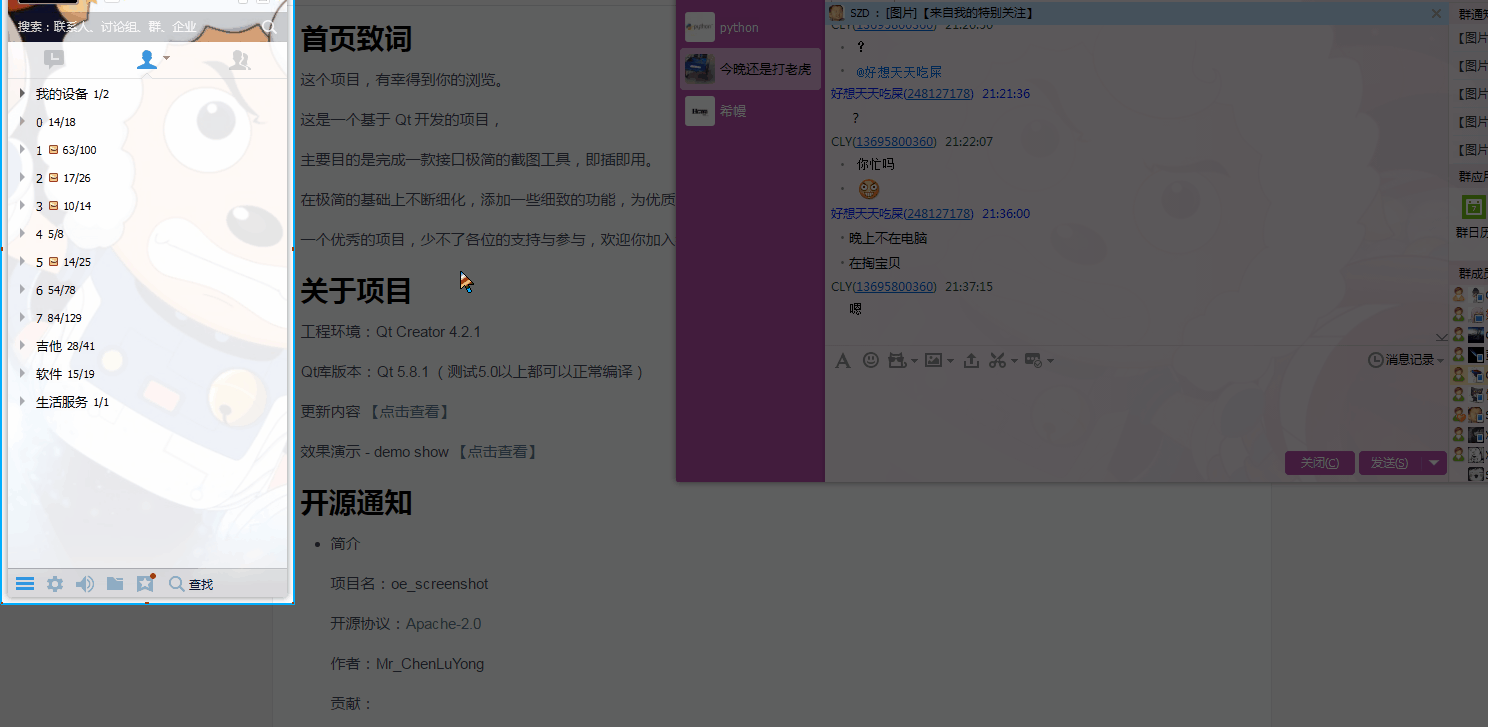 搜索：联系人、讨论组、群、企业
我的设备 1/2
0 14/18
1 63/100
2 17/26
3 10/14
4 5/8
5 14/25
6 54/78
7 84/129
吉他 28/41
软件 15/19
生活服务 1/1
查找
首页致词
这个项目，有幸得到你的浏览。
这是一个基于 Qt 开发的项目，
主要目的是完成一款接口极简的截图工具，即插即用。
在极简的基础上不断细化，添加一些细致的功能，为优质
一个优秀的项目，少不了各位的支持与参与，欢迎你加入
关于项目
工程环境：Qt Creator 4.2.1
Qt库版本：Qt 5.8.1 （ 测试5.0以上都可以正常编译 ）
更新内容 【点击查看】
效果演示 - demo show 【点击查看】
开源通知
• 简介
项目名：oe_screenshot
开源协议：Apache-2.0
作者：Mr_ChenLuYong
贡献：
python
今晚还是打老虎
希幔
SZD ： [图片]【来自我的特别关注】
CLY(13695800360) 21:20:50
？
@好想天天吃屎
好想天天吃屎(248127178) 21:21:36
？
CLY(13695800360) 21:22:07
你忙吗
好想天天吃屎(248127178) 21:36:00
晚上不在电脑
在掏宝贝
CLY(13695800360) 21:37:15
嗯
消息记录
关闭(C)
发送(S)
群通知
[图片
[图片
[图片
[图片
[图片
群应用
7
群日历
群成员